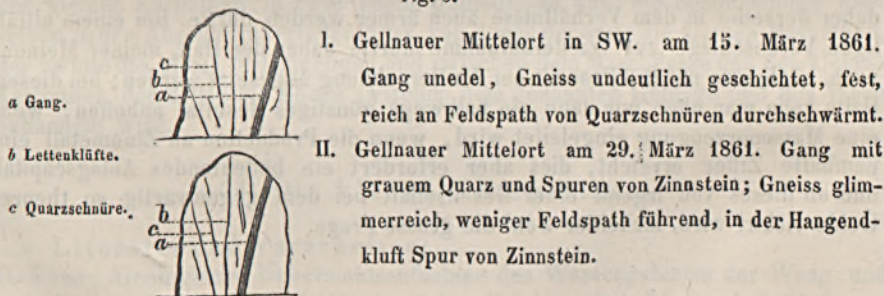 I. Gellnauer Mittelort in SW. am 15. März 1861.
Gang unedel, Gneiss undeutlich geschichtet, fest,
reich an Feldspath von Quarzschnüren durchschwärmt.
II. Gellnauer Mittelort am 29. März 1861. Gang mit
grauem Quarz und Spuren von Zinnstein; Gneiss glim-
merreich, weniger Feldspath führend, in der Hangend-
kluft Spur von Zinnstein.
a Gang.
b Lettenklüfte.
c Quarzschnüre.
c
b
a
b
c
a